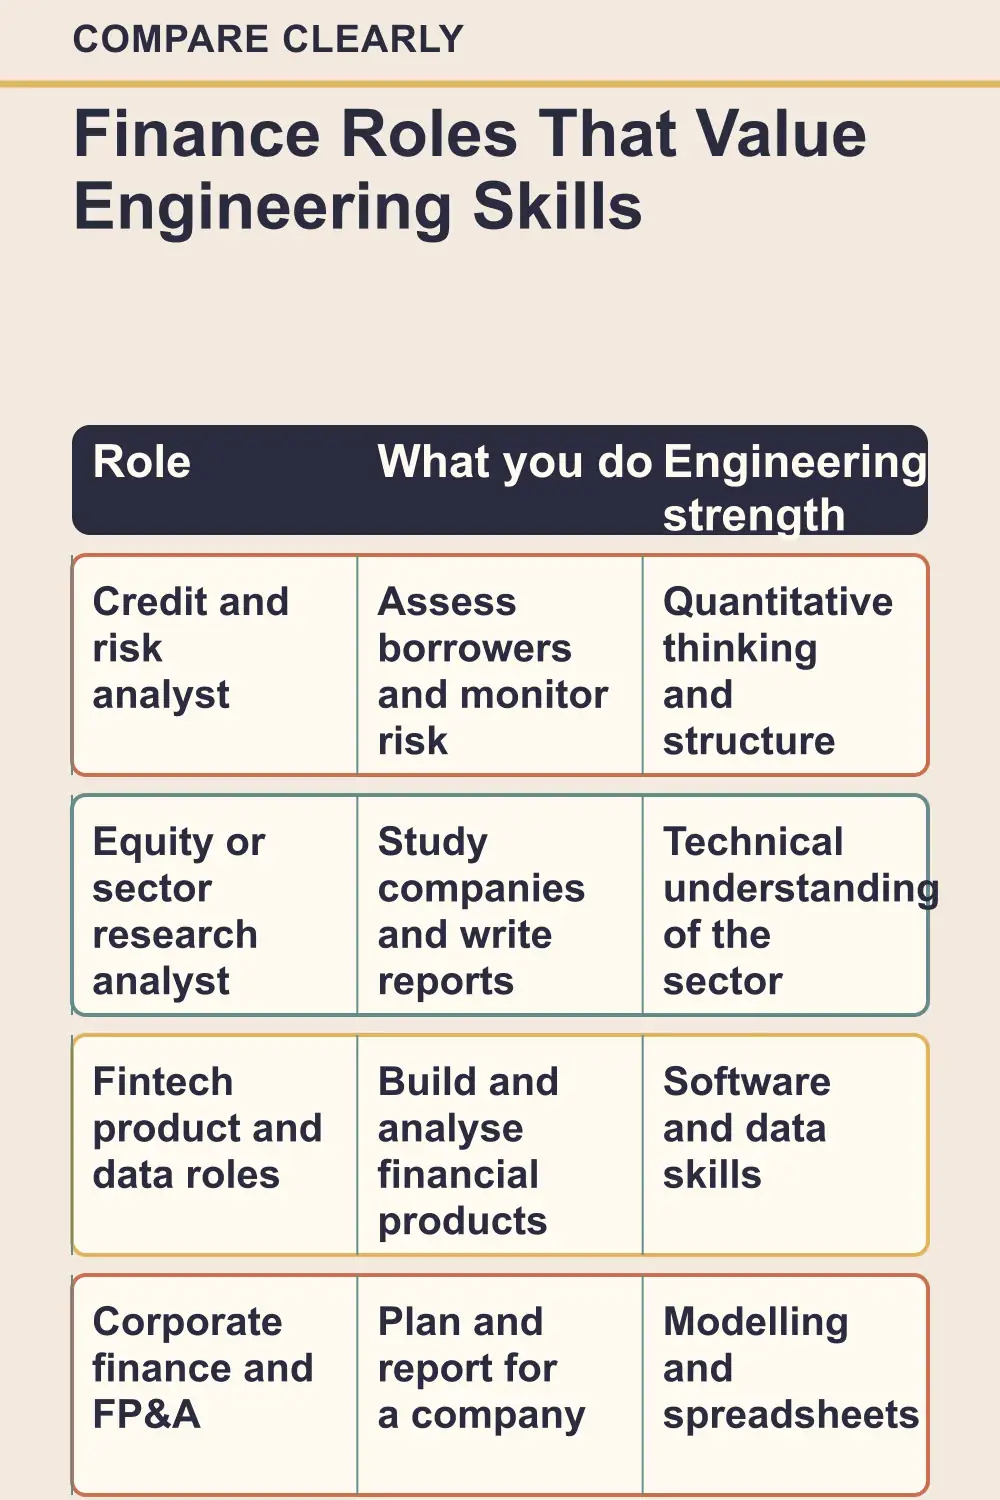 COMPARE CLEARLY
Finance Roles That Value
Engineering Skills
Role
What you do
Engineering
strength
Credit and
risk
analyst
Assess
borrowers
and monitor
risk
Quantitative
thinking
and
structure
Equity or
sector
research
analyst
Study
companies
and write
reports
Technical
understanding
of the
sector
Fintech
product and
data roles
Build and
analyse
financial
products
Software
and data
skills
Corporate
finance and
FP&A
Plan and
report for
a company
Modelling
and
spreadsheets